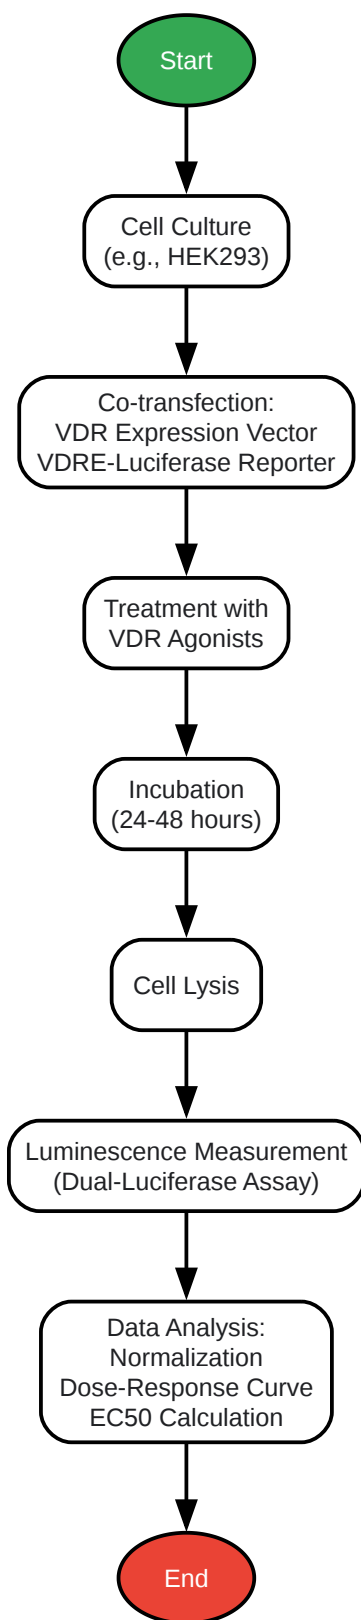 Start
Cell Culture
(e.g., HEK293)
Co-transfection:
VDR Expression Vector
VDRE-Luciferase Reporter
Treatment with
VDR Agonists
Incubation
(24-48 hours)
Cell Lysis
Luminescence Measurement
(Dual-Luciferase Assay)
Data Analysis:
Normalization
Dose-Response Curve
EC50 Calculation
End